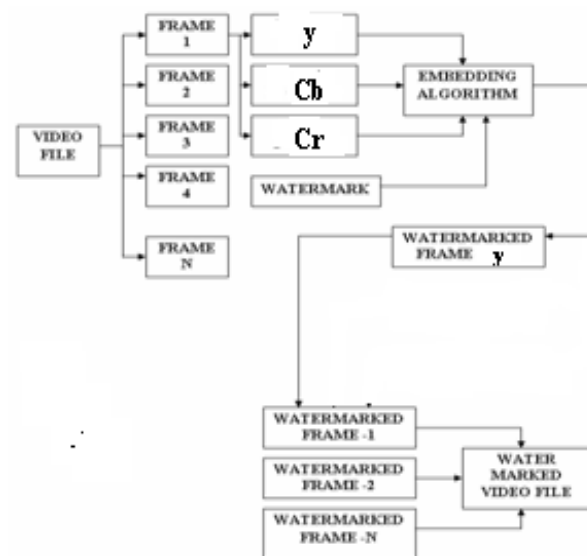 FRAME
1
y
FRAME
2
Cb
EMBEDDING
ALGORITHM
VIDEO
FILE
FRAME
3
Cr
FRAME
4
WATERMARK
FRAME
N
WATERMARKED
FRAME y
WATERMARKED
FRAME -1
WATERMARKED
FRAME -2
WATER
MARKED
VIDEO FILE
WATERMARKED
FRAME -N